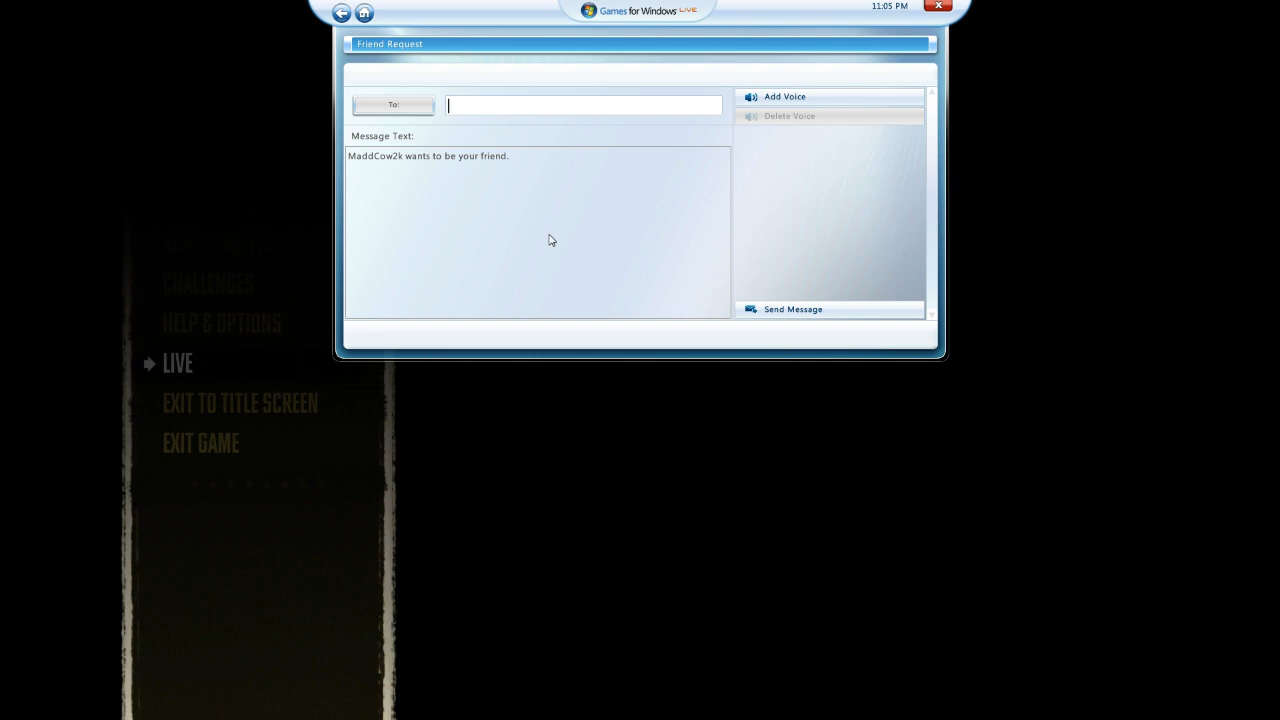 Games for Windows LIVE
11:05 PM
x
Friend Request
To:
Add Voice
Delete Voice
Message Text:
MaddCow2k wants to be your friend.
Send Message
CHALLENGES
HELP & OPTIONS
LIVE
EXIT TO TITLE SCREEN
EXIT GAME